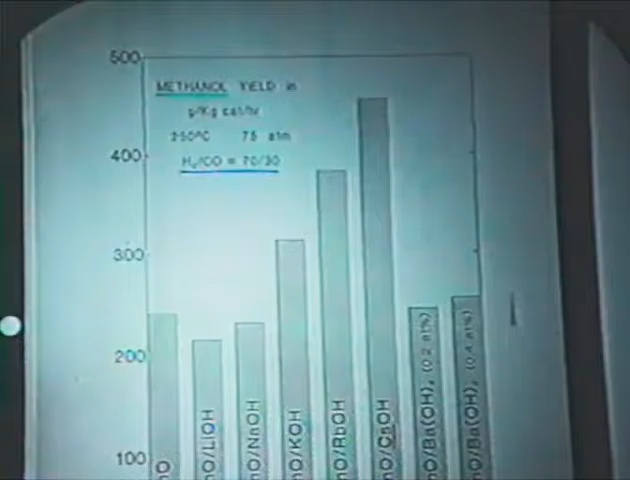 500
METHANOL YIELD in
g/Kg cat/hr
250ºC 75 atm
400
H₂/CO = 70/30
300
200
100
nO
nO/LiOH
nO/NaOH
nO/KOH
nO/RbOH
nO/CsOH
nO/Ba(OH)₂ (0.2 at%)
nO/Ba(OH)₂ (0.4 at%)